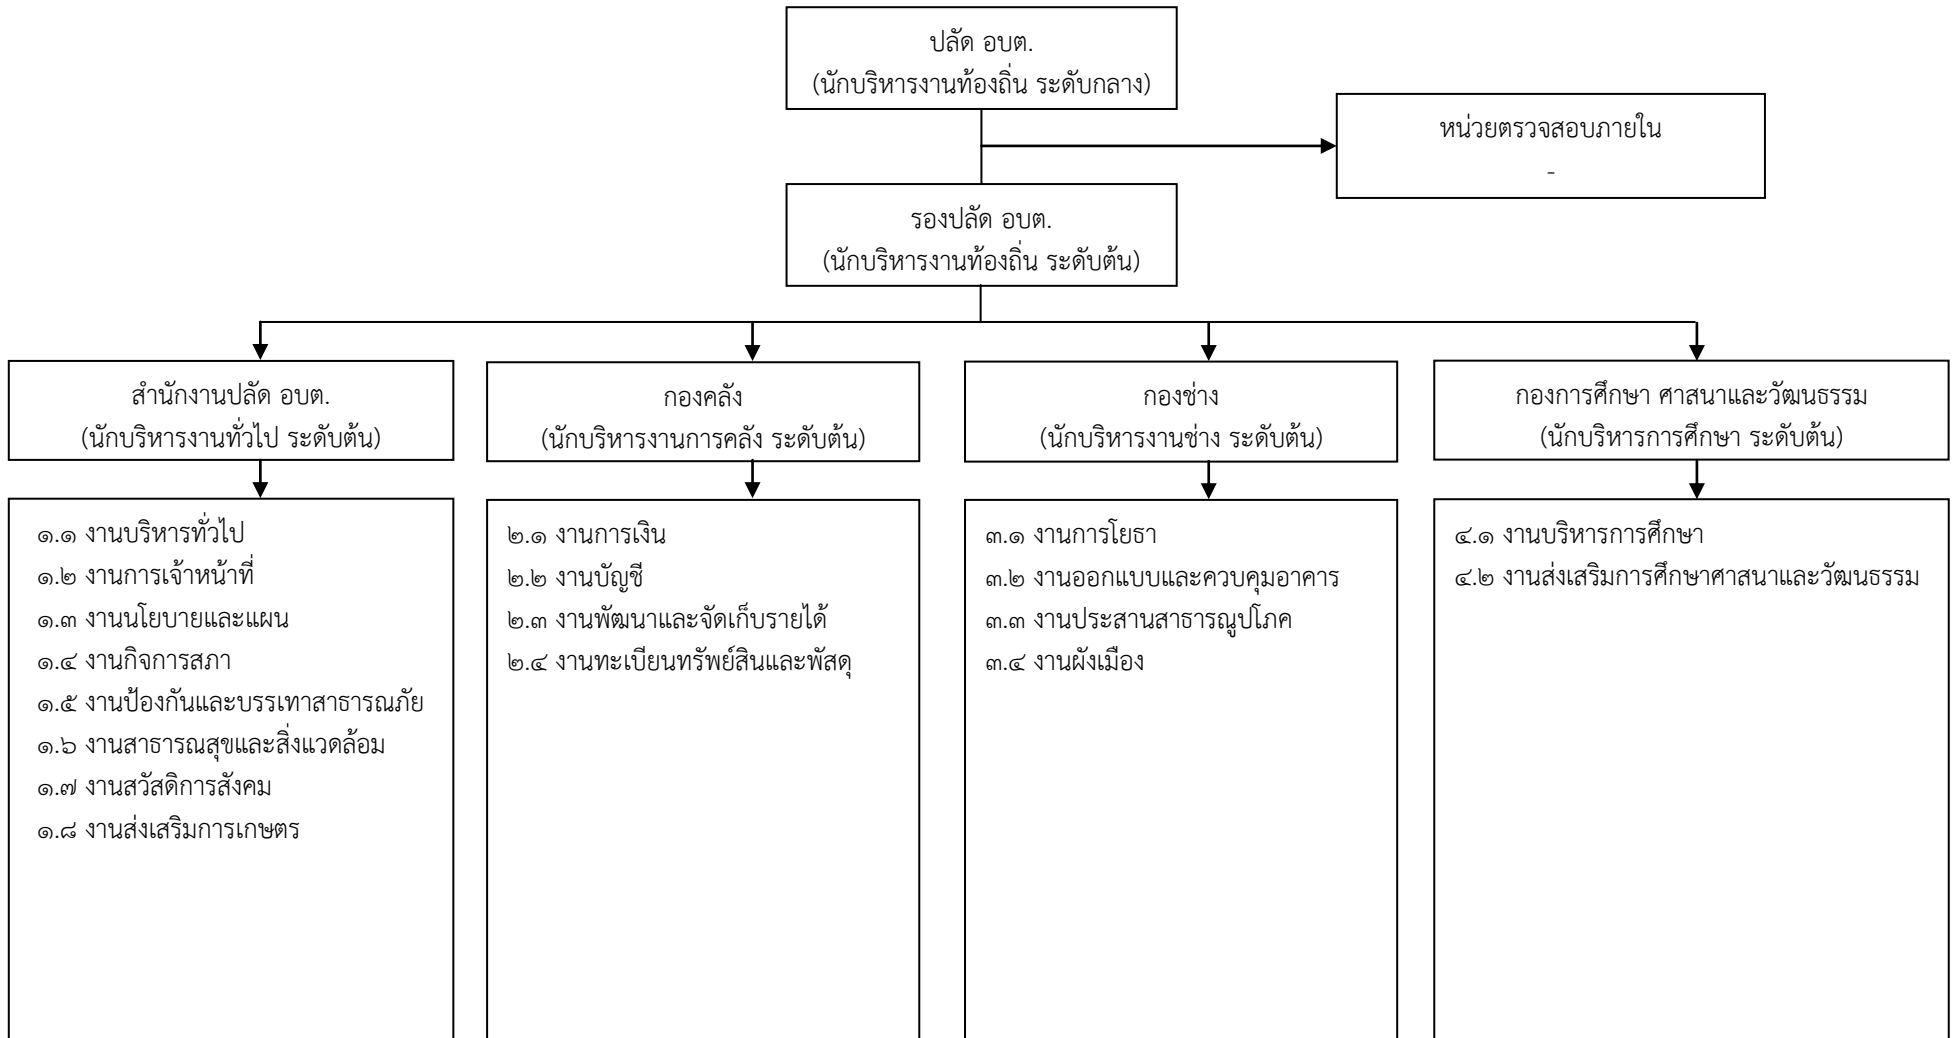 ปลัด อบต.
(นักบริหารงานท้องถิ่น ระดับกลาง)
หน่วยตรวจสอบภายใน
-
รองปลัด อบต.
(นักบริหารงานท้องถิ่น ระดับต้น)
สำนักงานปลัด อบต.
(นักบริหารงานทั่วไป ระดับต้น)
๑.๑ งานบริหารทั่วไป
๑.๒ งานการเจ้าหน้าที่
๑.๓ งานนโยบายและแผน
๑.๔ งานกิจการสภา
๑.๕ งานป้องกันและบรรเทาสาธารณภัย
๑.๖ งานสาธารณสุขและสิ่งแวดล้อม
๑.๗ งานสวัสดิการสังคม
๑.๘ งานส่งเสริมการเกษตร
กองคลัง
(นักบริหารงานการคลัง ระดับต้น)
๒.๑ งานการเงิน
๒.๒ งานบัญชี
๒.๓ งานพัฒนาและจัดเก็บรายได้
๒.๔ งานทะเบียนทรัพย์สินและพัสดุ
กองช่าง
(นักบริหารงานช่าง ระดับต้น)
๓.๑ งานการโยธา
๓.๒ งานออกแบบและควบคุมอาคาร
๓.๓ งานประสานสาธารณูปโภค
๓.๔ งานผังเมือง
กองการศึกษา ศาสนาและวัฒนธรรม
(นักบริหารการศึกษา ระดับต้น)
๔.๑ งานบริหารการศึกษา
๔.๒ งานส่งเสริมการศึกษาศาสนาและวัฒนธรรม